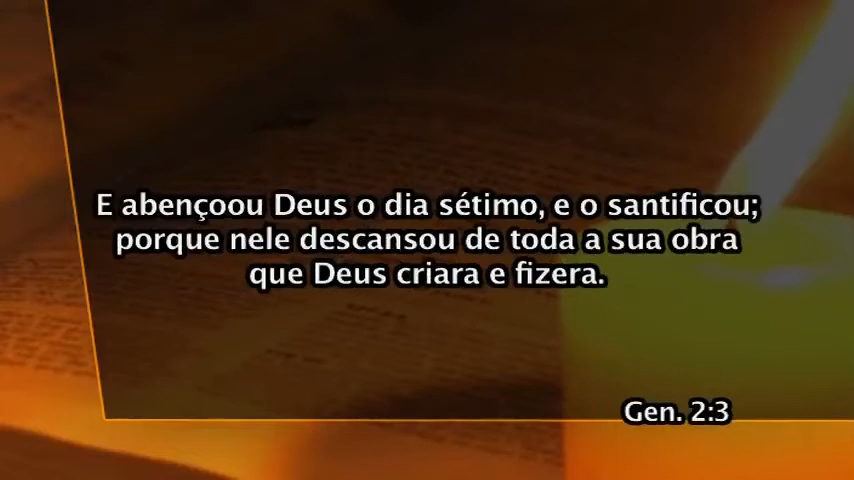 E abençoou Deus o dia sétimo, e o santificou;
porque nele descansou de toda a sua obra
que Deus criara e fizera.
Gen. 2:3